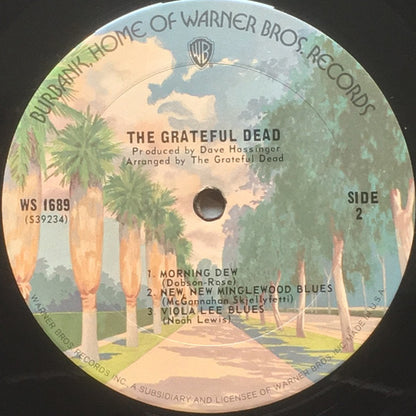 BURBANK, HOME OF WARNER BROS. RECORDS
WB
THE GRATEFUL DEAD
Produced by Dave Hassinger
Arranged by The Grateful Dead
WS 1689
(S39234)
SIDE
2
1. MORNING DEW
(Dobson-Rose)
2. NEW, NEW MINGLEWOOD BLUES
(McGannahan Skjellyfetti)
3. VIOLA LEE BLUES
(Noah Lewis)
WARNER BROS. RECORDS INC., A SUBSIDIARY AND LICENSEE OF WARNER BROS. INC. MADE IN U.S.A.